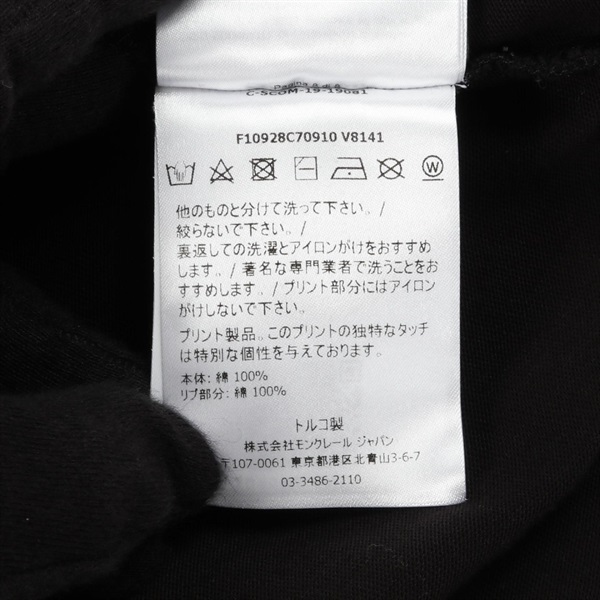 C-SCOM-19-19081
F10928C70910 V8141
W
他のものと分けて洗って下さい。/
絞らないで下さい。/
裏返しての洗濯とアイロンがけをおすすめ
します。/ 著名な専門業者で洗うことをお
すすめします。/ プリント部分にはアイロン
がけしないで下さい。
プリント製品。このプリントの独特なタッチ
は特別な個性を与えております。
本体: 綿 100%
リブ部分: 綿 100%
トルコ製
株式会社モンクレール ジャパン
〒107-0061 東京都港区北青山3-6-7
03-3486-2110